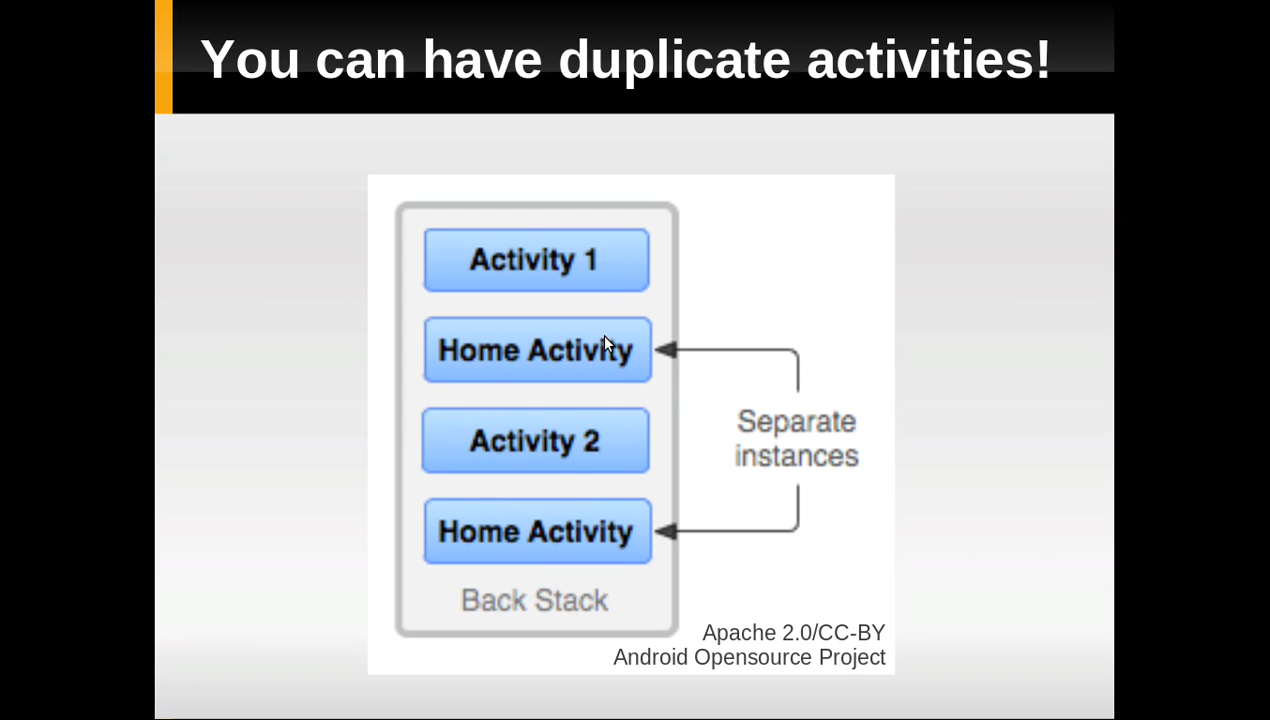 You can have duplicate activities!
Activity 1
Home Activity
Activity 2
Home Activity
Separate
instances
Back Stack
Apache 2.0/CC-BY
Android Opensource Project